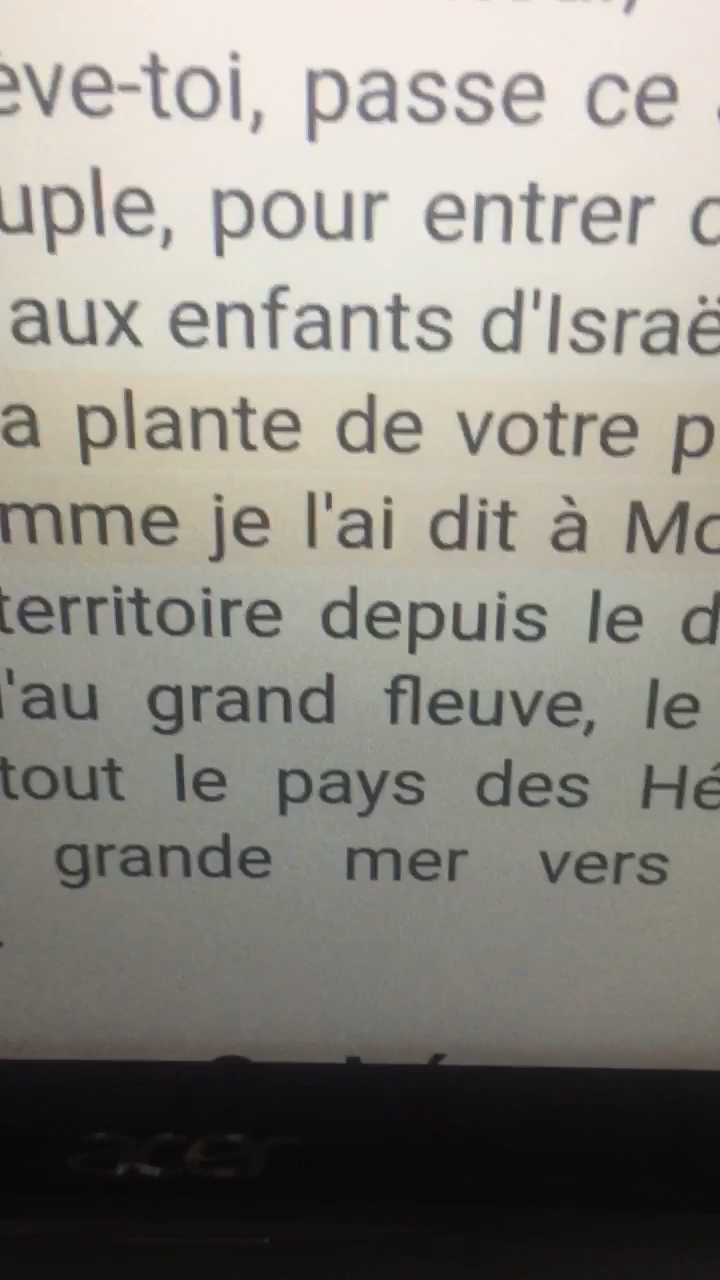 ève-toi, passe ce
uple, pour entrer
aux enfants d'Israë
a plante de votre p
mme je l'ai dit à Mo
territoire depuis le d
'au grand fleuve, le
tout le pays des Hé
grande mer vers
.
acer